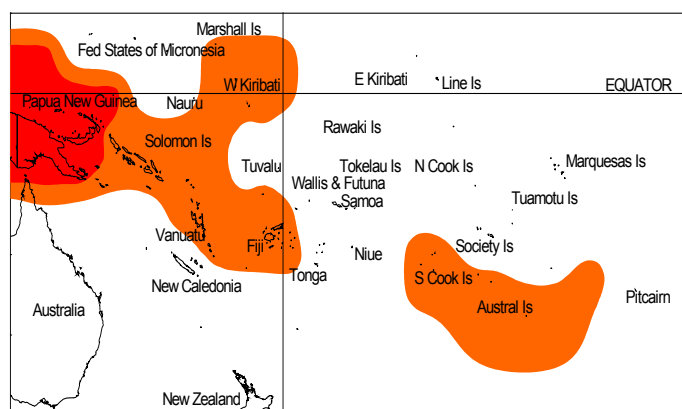 Marshall Is
Fed States of Micronesia
E Kiribati
W Kiribati
Line Is
EQUATOR
Papua New Guinea
Nauru
Rawaki Is
Solomon Is
Tuvalu
Tokelau Is
N Cook Is
Marquesas Is
Wallis & Futuna
Samoa
Tuamotu Is
Vanuatu
Fiji
Society Is
Niue
Tonga
S Cook Is
New Caledonia
Pitcairn
Australia
Austral Is
New Zealand